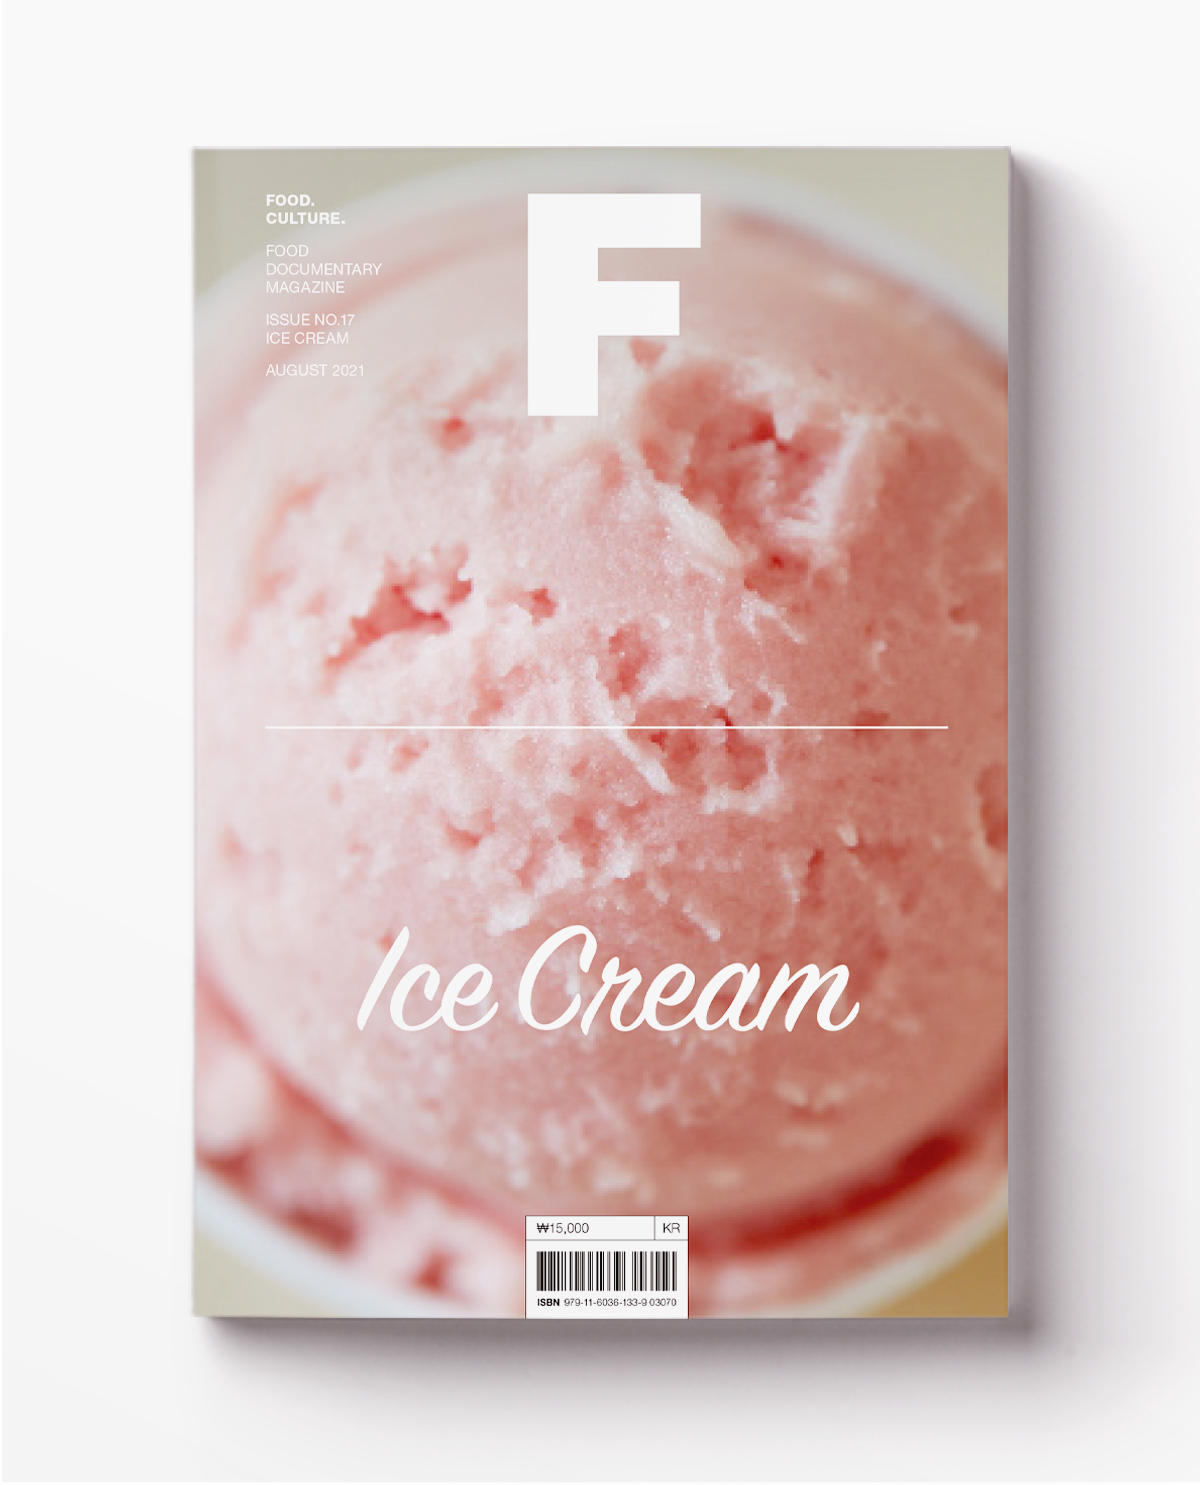 FOOD.
CULTURE.
FOOD
DOCUMENTARY
MAGAZINE
ISSUE NO.17
ICE CREAM
AUGUST 2021
F
Ice Cream
₩15,000 KR
ISBN 979-11-6036-133-9 03070